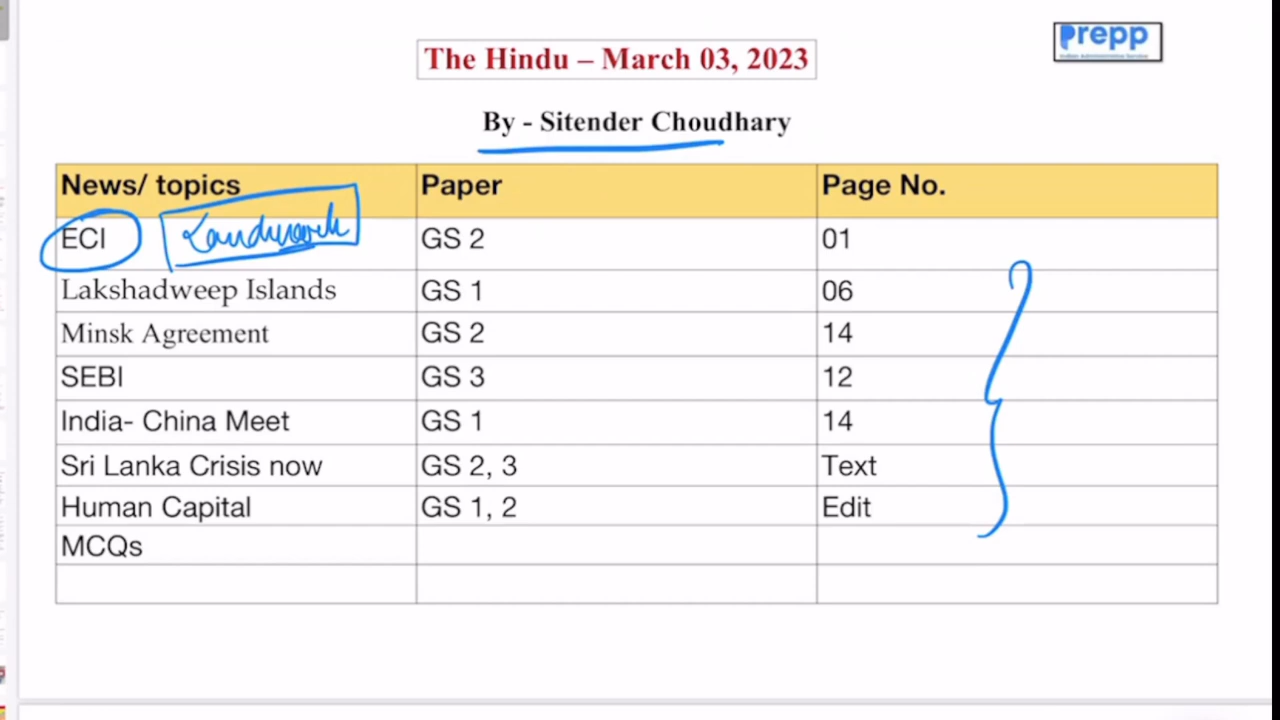 The Hindu – March 03, 2023
prepp
By - Sitender Choudhary
News/ topics Paper Page No.
ECI Landmark GS 2 01
Lakshadweep Islands GS 1 06
Minsk Agreement GS 2 14
SEBI GS 3 12
India- China Meet GS 1 14
Sri Lanka Crisis now GS 2, 3 Text
Human Capital GS 1, 2 Edit
MCQs